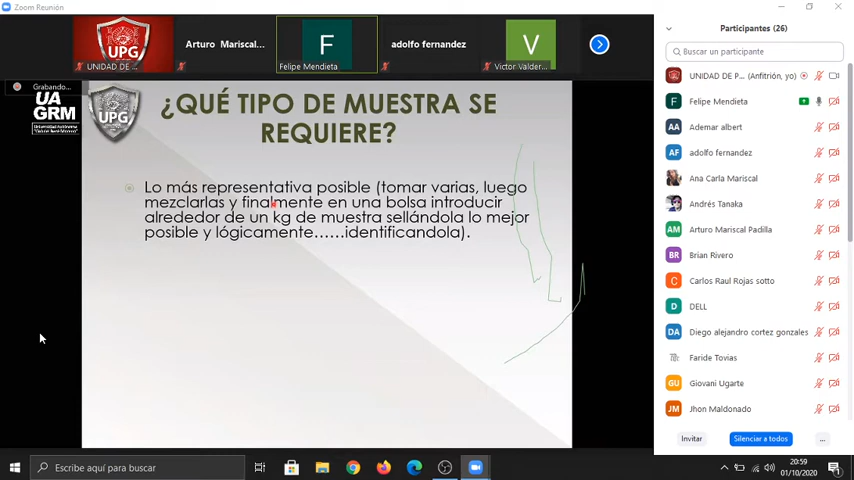 Zoom Reunión
UPG
UNIDAD DE ...
Arturo Mariscal...
F
Felipe Mendieta
adolfo fernandez
V
Victor Valder...
Grabando...
UA
GRM
UPG
¿QUÉ TIPO DE MUESTRA SE
REQUIERE?
Lo más representativa posible (tomar varias, luego
mezclarlas y finalmente en una bolsa introducir
alrededor de un kg de muestra sellándola lo mejor
posible y lógicamente……identificandola).
Participantes (26)
Buscar un participante
UNIDAD DE P... (Anfitrión, yo)
F Felipe Mendieta
AA Ademar albert
AF adolfo fernandez
Ana Carla Mariscal
Andrés Tanaka
AM Arturo Mariscal Padilla
BR Brian Rivero
C Carlos Raul Rojas sotto
D DELL
DA Diego alejandro cortez gonzales
Faride Tovias
GU Giovani Ugarte
JM Jhon Maldonado
Invitar
Silenciar a todos
...
Escribe aquí para buscar
20:59
01/10/2020